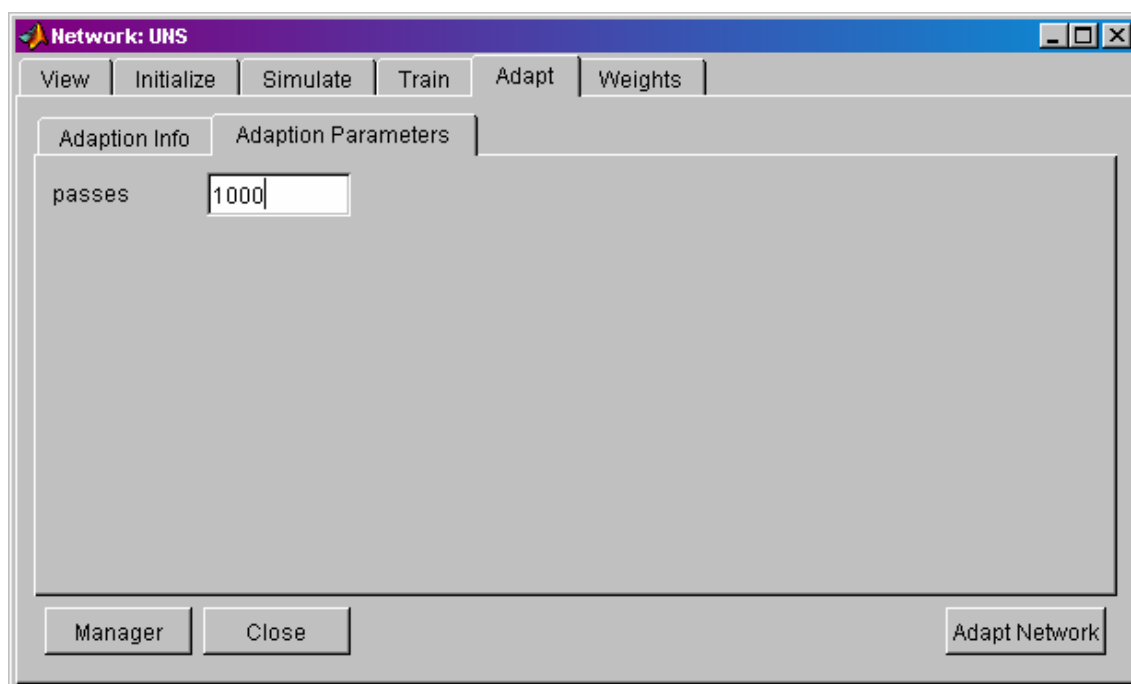 Network: UNS
View Initialize Simulate Train Adapt Weights
Adaption Info Adaption Parameters
passes 1000
Manager Close Adapt Network